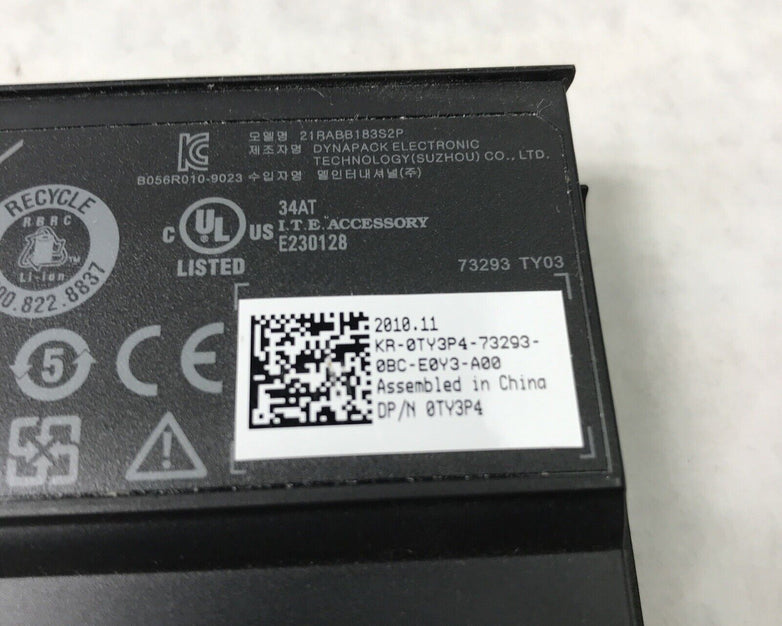 모델명 21RABB183S2P
제조자명 DYNAPACK ELECTRONIC
TECHNOLOGY(SUZHOU) CO., LTD.
B056R010-9023 수입자명 델인터내셔널(주)
RECYCLE
RBRC
Li-ion
TM
00.822.8837
C UL US
LISTED
34AT
I.T.E. ACCESSORY
E230128
73293 TY03
5
CE
2010.11
KR-0TY3P4-73293-
0BC-E0Y3-A00
Assembled in China
DP/N 0TY3P4